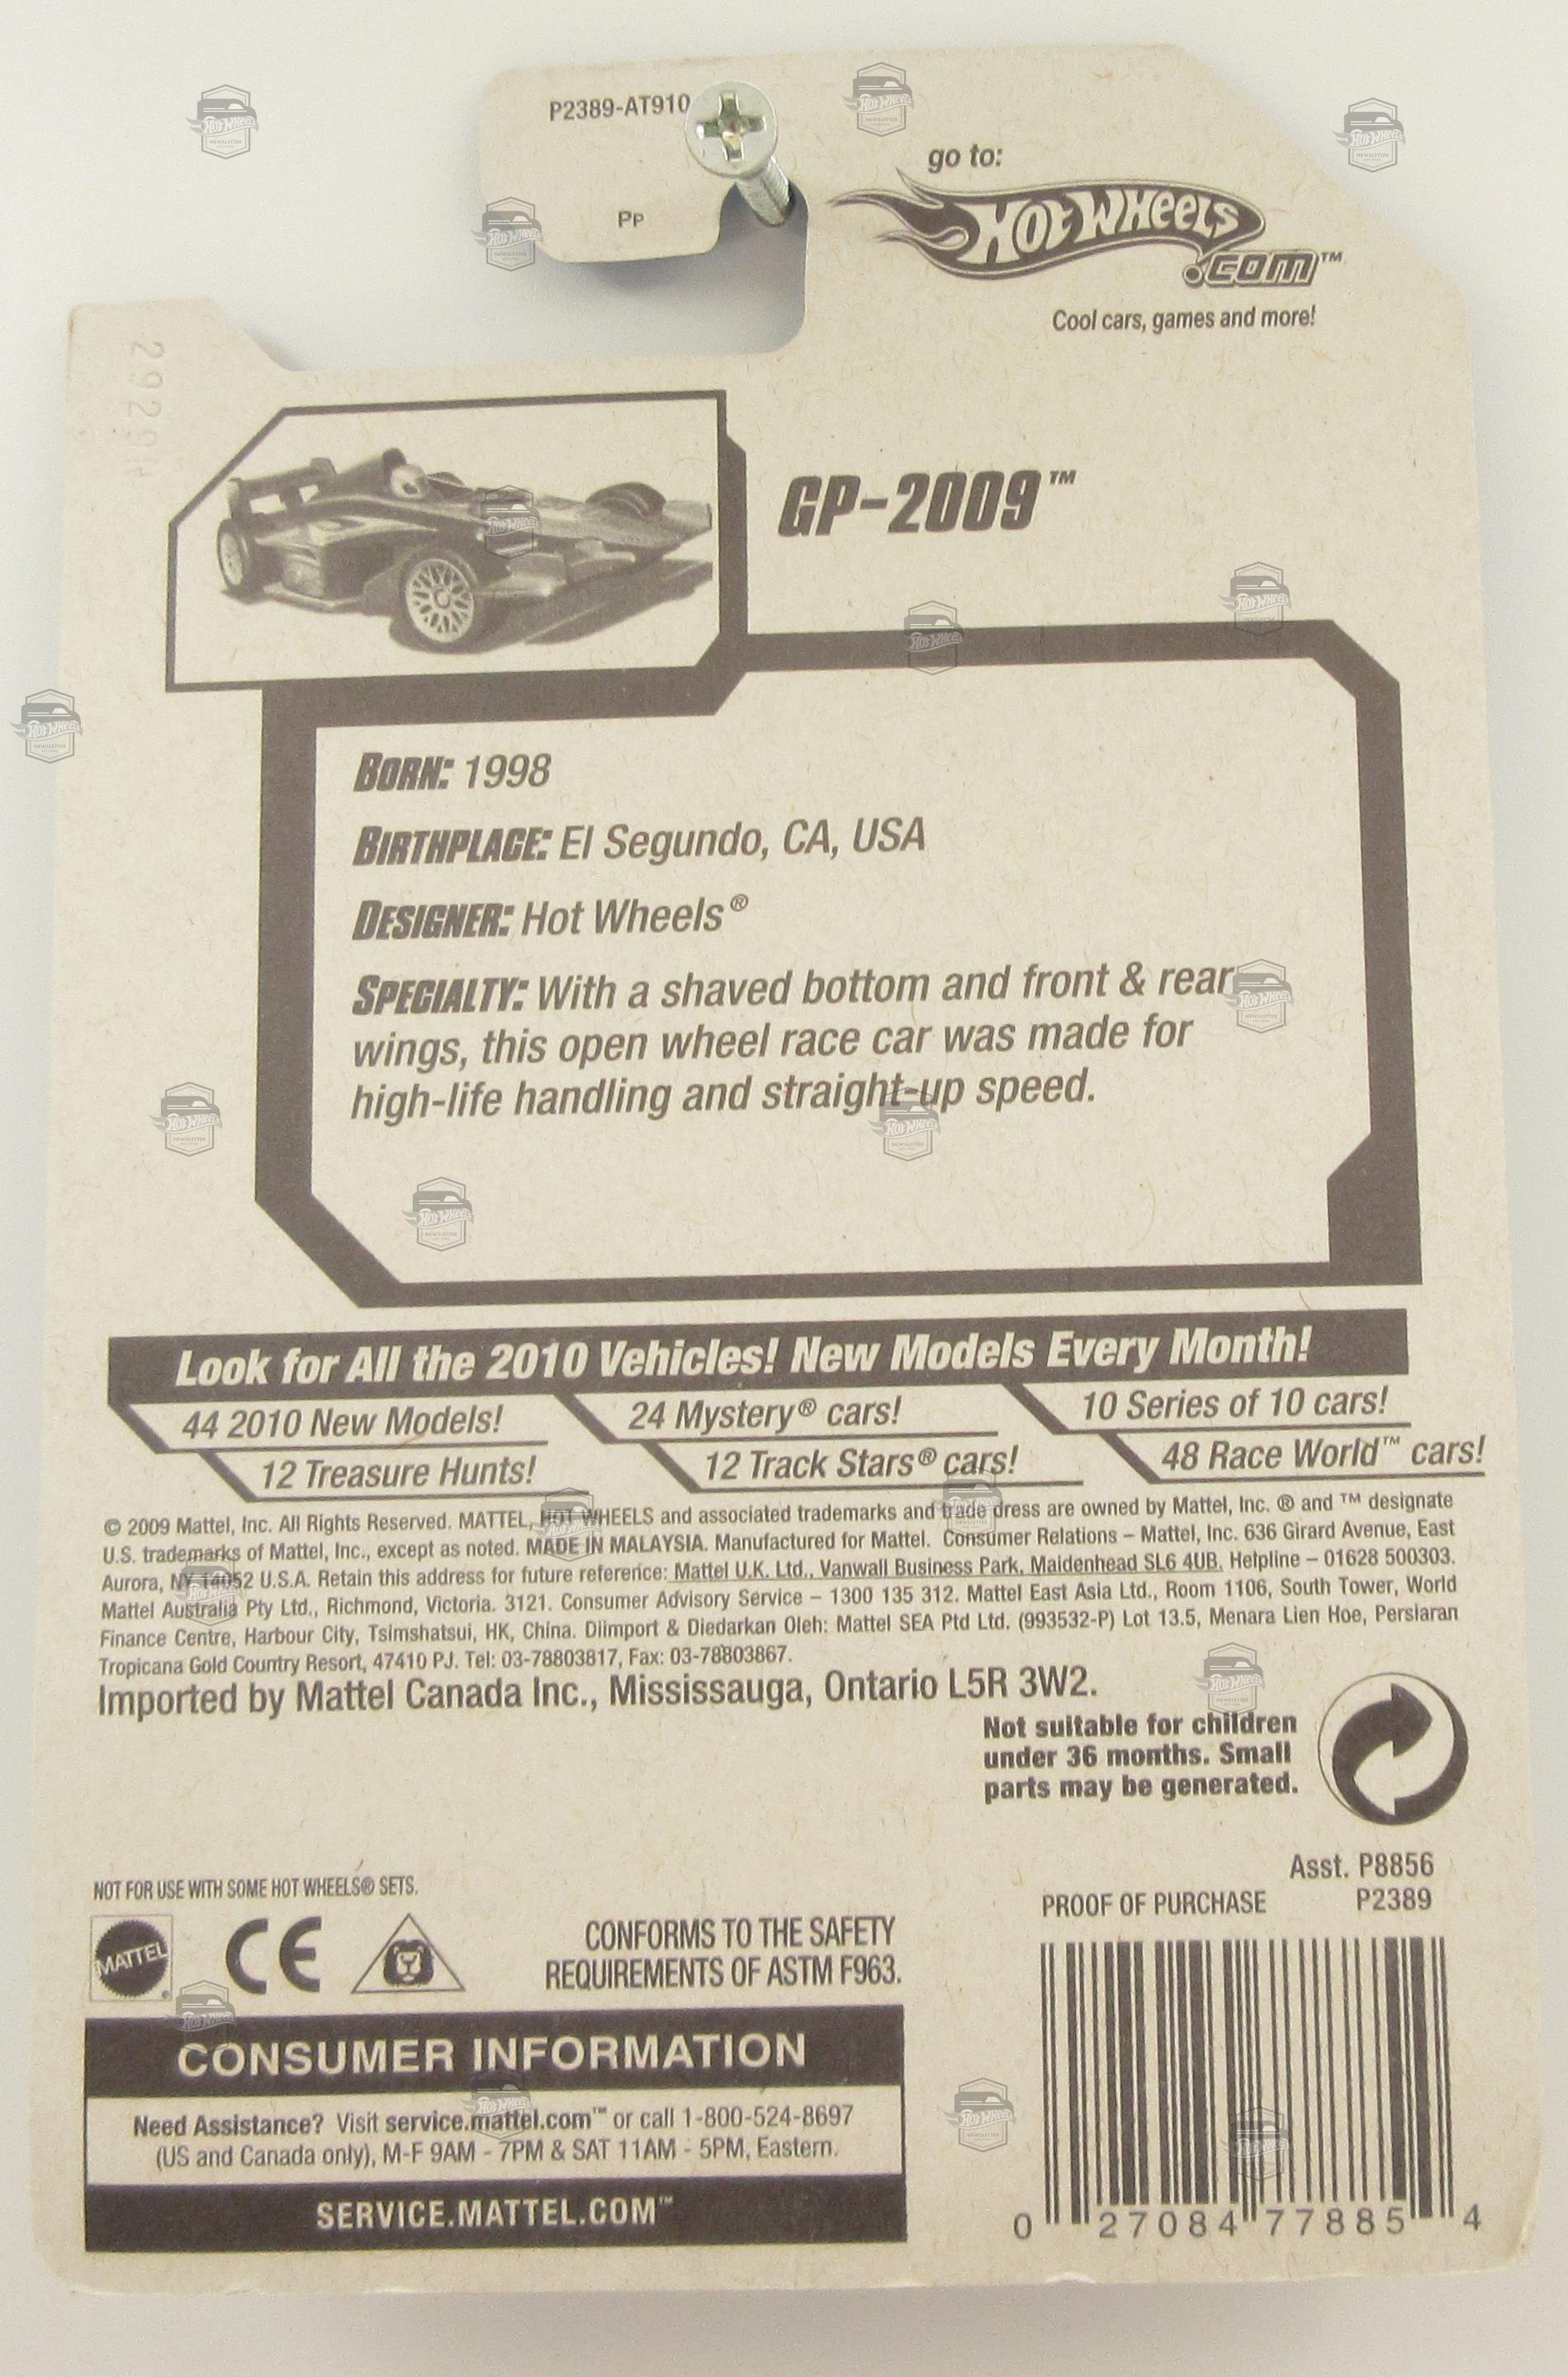 P2389-AT910
PP
go to:
Hot Wheels
.com™
Cool cars, games and more!
GP-2009™
BORN: 1998
BIRTHPLACE: El Segundo, CA, USA
DESIGNER: Hot Wheels®
SPECIALTY: With a shaved bottom and front & rear
wings, this open wheel race car was made for
high-life handling and straight-up speed.
Look for All the 2010 Vehicles! New Models Every Month!
44 2010 New Models!
24 Mystery® cars!
10 Series of 10 cars!
12 Treasure Hunts!
12 Track Stars® cars!
48 Race World™ cars!
© 2009 Mattel, Inc. All Rights Reserved. MATTEL, HOT WHEELS and associated trademarks and trade dress are owned by Mattel, Inc. ® and ™ designate
U.S. trademarks of Mattel, Inc., except as noted. MADE IN MALAYSIA. Manufactured for Mattel. Consumer Relations – Mattel, Inc. 636 Girard Avenue, East
Aurora, NY 14052 U.S.A. Retain this address for future reference: Mattel U.K. Ltd., Vanwall Business Park, Maidenhead SL6 4UB. Helpline – 01628 500303.
Mattel Australia Pty Ltd., Richmond, Victoria. 3121. Consumer Advisory Service – 1300 135 312. Mattel East Asia Ltd., Room 1106, South Tower, World
Finance Centre, Harbour City, Tsimshatsui, HK, China. Diimport & Diedarkan Oleh: Mattel SEA Ptd Ltd. (993532-P) Lot 13.5, Menara Lien Hoe, Persiaran
Tropicana Gold Country Resort, 47410 PJ. Tel: 03-78803817, Fax: 03-78803867.
Imported by Mattel Canada Inc., Mississauga, Ontario L5R 3W2.
Not suitable for children
under 36 months. Small
parts may be generated.
Asst. P8856
PROOF OF PURCHASE P2389
NOT FOR USE WITH SOME HOT WHEELS® SETS.
MATTEL
CE
CONFORMS TO THE SAFETY
REQUIREMENTS OF ASTM F963.
CONSUMER INFORMATION
Need Assistance? Visit service.mattel.com™ or call 1-800-524-8697
(US and Canada only), M-F 9AM - 7PM & SAT 11AM - 5PM, Eastern.
SERVICE.MATTEL.COM™
0 27084 77885 4